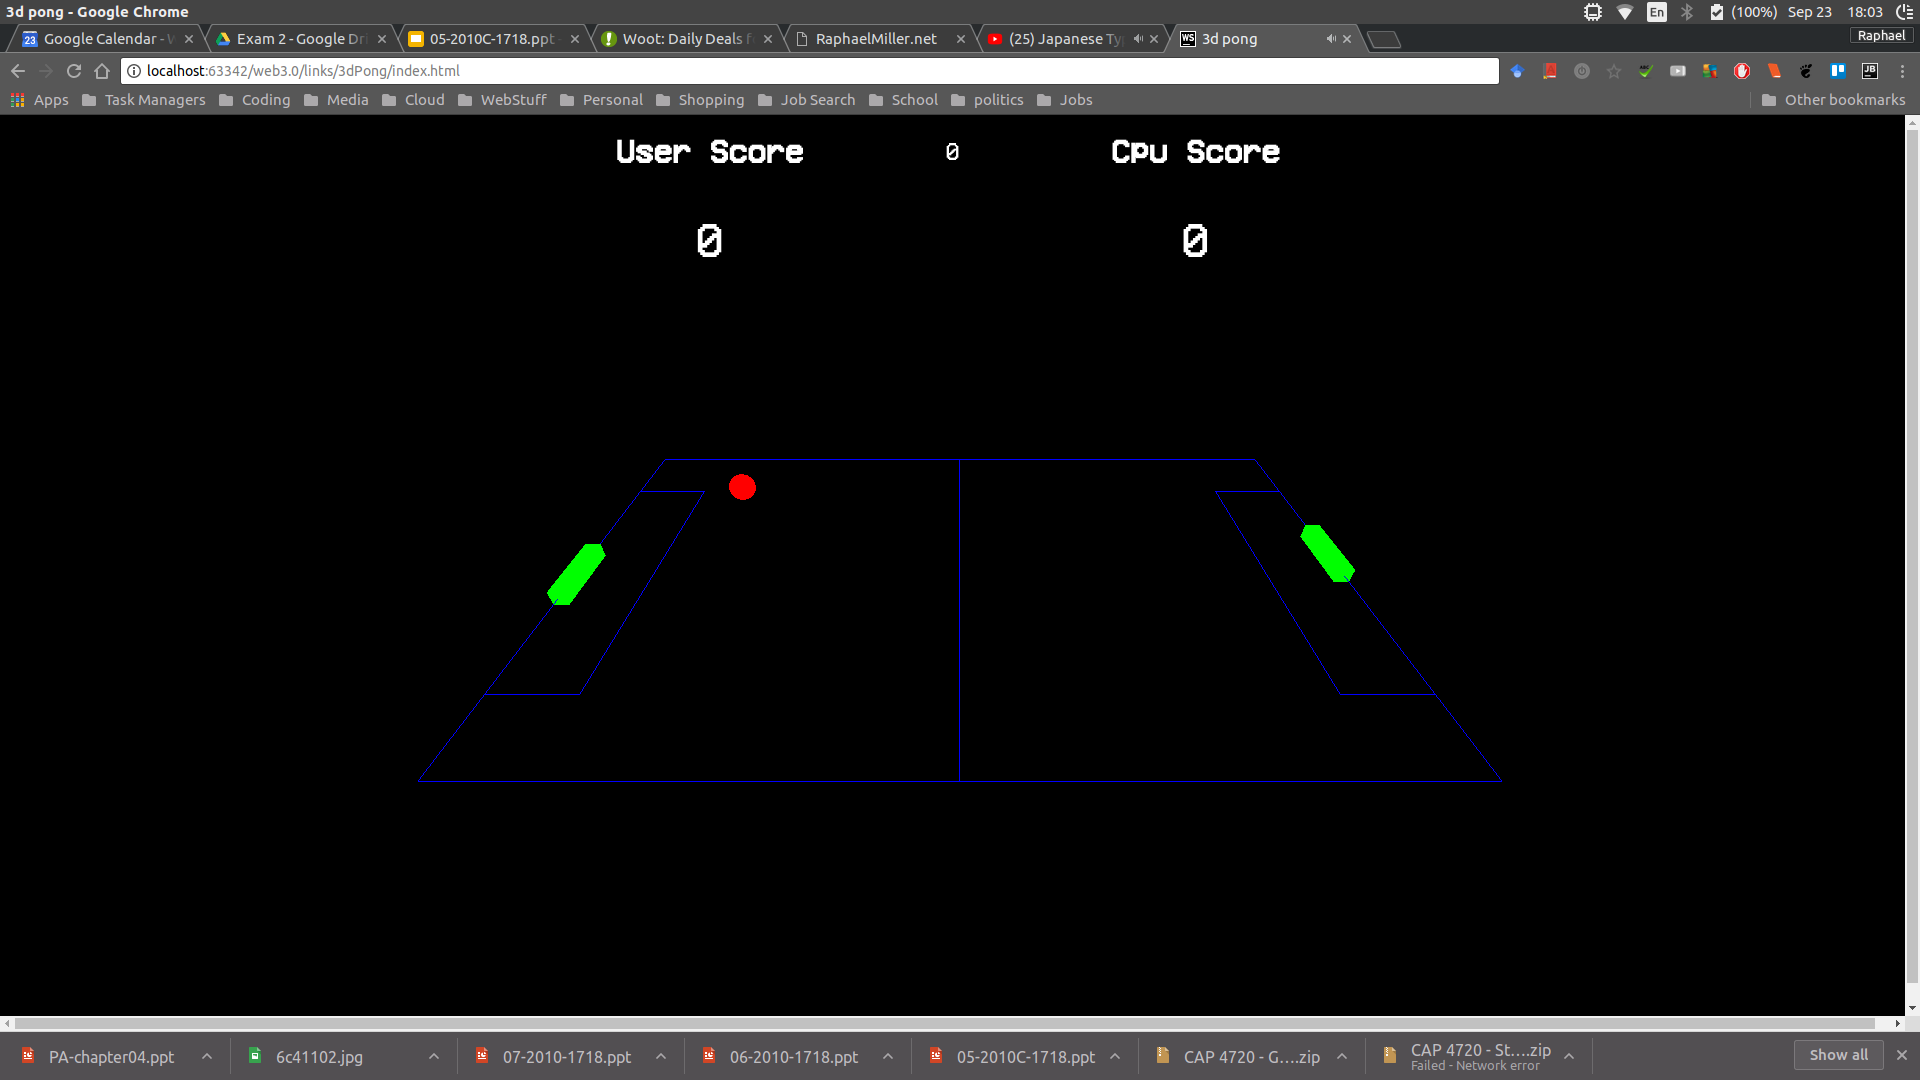 3d pong - Google Chrome
En (100%) Sep 23 18:03
23 Google Calendar - W
Exam 2 - Google Dri
05-2010C-1718.ppt -
Woot: Daily Deals f
RaphaelMiller.net
(25) Japanese Ty
WS 3d pong
Raphael
localhost:63342/web3.0/links/3dPong/index.html
ABC
JB
Apps Task Managers Coding Media Cloud WebStuff Personal Shopping Job Search School politics Jobs Other bookmarks
User Score 0 Cpu Score
0 0
PA-chapter04.ppt
6c41102.jpg
07-2010-1718.ppt
06-2010-1718.ppt
05-2010C-1718.ppt
CAP 4720 - G....zip
CAP 4720 - St....zip
Failed - Network error
Show all